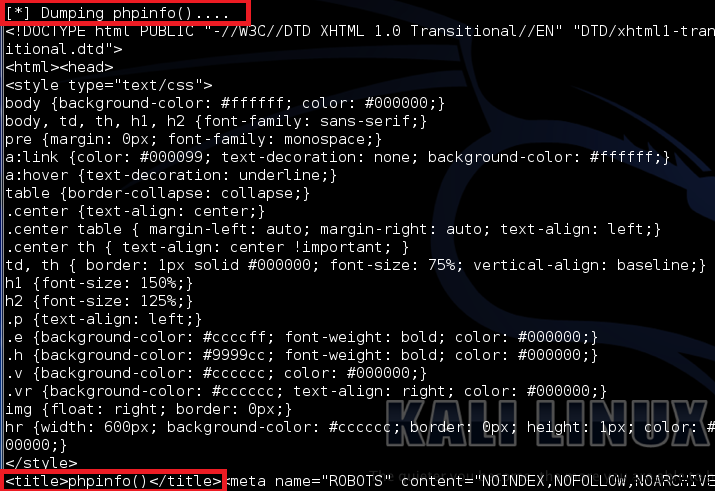 [*] Dumping phpinfo()....
<!DOCTYPE html PUBLIC "-//W3C//DTD XHTML 1.0 Transitional//EN" "DTD/xhtml1-tran
itional.dtd">
<html><head>
<style type="text/css">
body {background-color: #ffffff; color: #000000;}
body, td, th, h1, h2 {font-family: sans-serif;}
pre {margin: 0px; font-family: monospace;}
a:link {color: #000099; text-decoration: none; background-color: #ffffff;}
a:hover {text-decoration: underline;}
table {border-collapse: collapse;}
.center {text-align: center;}
.center table { margin-left: auto; margin-right: auto; text-align: left;}
.center th { text-align: center !important; }
td, th { border: 1px solid #000000; font-size: 75%; vertical-align: baseline;}
h1 {font-size: 150%;}
h2 {font-size: 125%;}
.p {text-align: left;}
.e {background-color: #ccccff; font-weight: bold; color: #000000;}
.h {background-color: #9999cc; font-weight: bold; color: #000000;}
.v {background-color: #cccccc; color: #000000;}
.vr {background-color: #cccccc; text-align: right; color: #000000;}
img {float: right; border: 0px;}
hr {width: 600px; background-color: #cccccc; border: 0px; height: 1px; color: #
00000;}
KALI LINUX
</style>
<title>phpinfo()</title><meta name="ROBOTS" content="NOINDEX,NOFOLLOW,NOARCHIVE